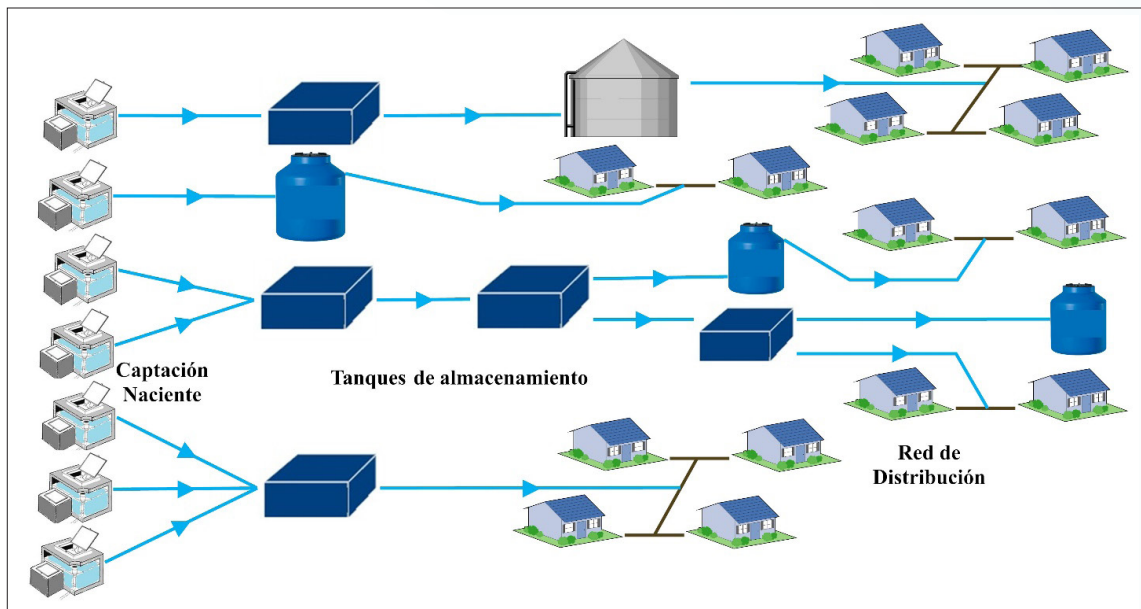 Captación
Naciente
Tanques de almacenamiento
Red de
Distribución